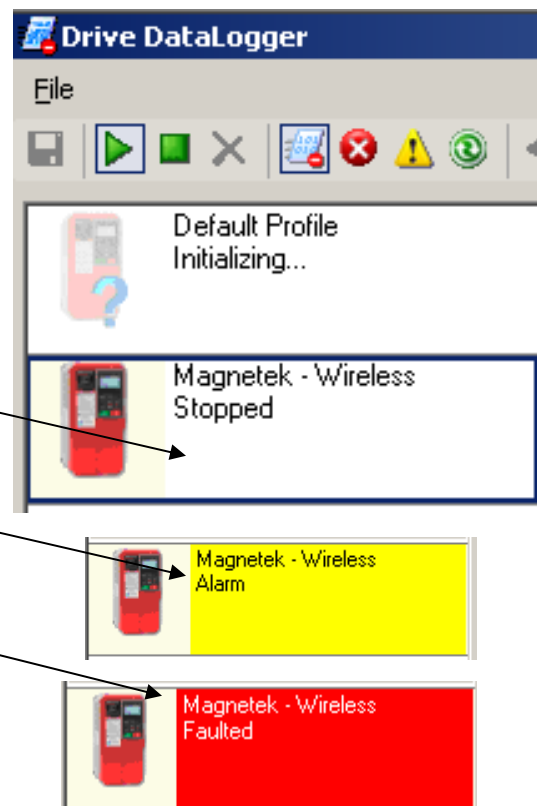 Drive DataLogger
File
Default Profile
Initializing...
Magnetek - Wireless
Stopped
Magnetek - Wireless
Alarm
Magnetek - Wireless
Faulted